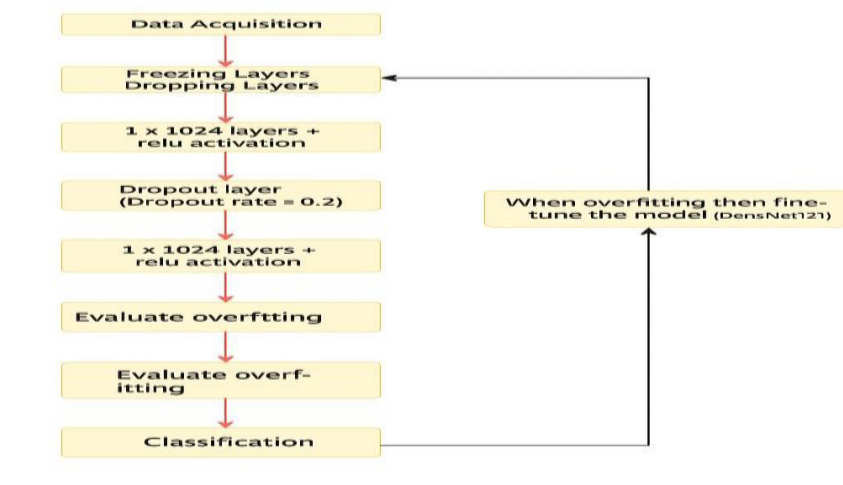 Data Acquisition
Freezing Layers
Dropping Layers
1 x 1024 layers +
relu activation
Dropout layer
(Dropout rate = 0.2)
1 x 1024 layers +
relu activation
Evaluate overftting
Evaluate overf-
itting
Classification
When overfitting then fine-
tune the model (DensNet121)